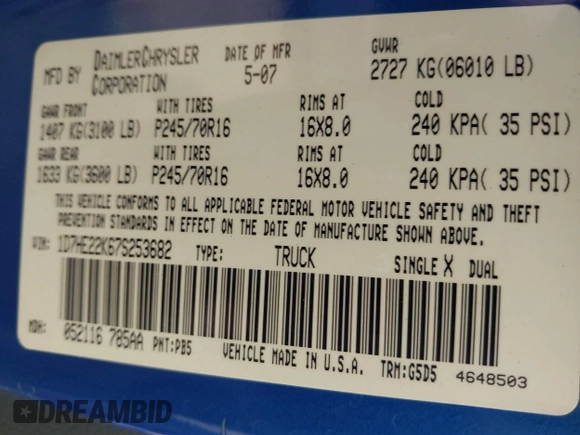 MFD BY DAIMLERCHRYSLER CORPORATION DATE OF MFR 5-07 GVWR 2727 KG(06010 LB)
GAWR FRONT WITH TIRES RIMS AT COLD
1407 KG(3100 LB) P245/70R16 16X8.0 240 KPA( 35 PSI)
GAWR REAR WITH TIRES RIMS AT COLD
1633 KG(3600 LB) P245/70R16 16X8.0 240 KPA( 35 PSI)
THIS VEHICLE CONFORMS TO ALL APPLICABLE FEDERAL MOTOR VEHICLE SAFETY AND THEFT
PREVENTION STANDARDS IN EFFECT ON THE DATE OF MANUFACTURE SHOWN ABOVE.
VIN: 1D7HE22K67S253682 TYPE: TRUCK SINGLE X DUAL
MDH: 052116 785AA PNT:PB5 VEHICLE MADE IN U.S.A. TRM:G5D5 4648503
DREAMBID